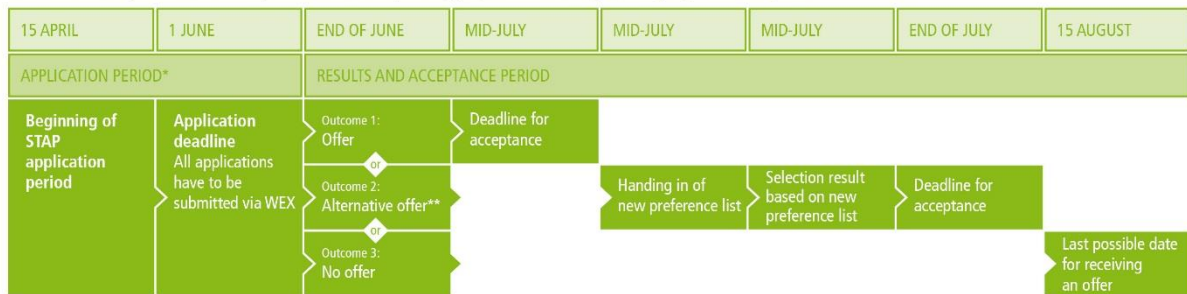 15 APRIL
1 JUNE
END OF JUNE
MID-JULY
MID-JULY
MID-JULY
END OF JULY
15 AUGUST
APPLICATION PERIOD*
RESULTS AND ACCEPTANCE PERIOD
Beginning of
STAP
application
period
Application
deadline
All applications
have to be
submitted via WEX
Outcome 1:
Offer
or
Outcome 2:
Alternative offer**
or
Outcome 3:
No offer
Deadline for
acceptance
Handing in of
new preference list
Selection result
based on new
preference list
Deadline for
acceptance
Last possible date
for receiving
an offer